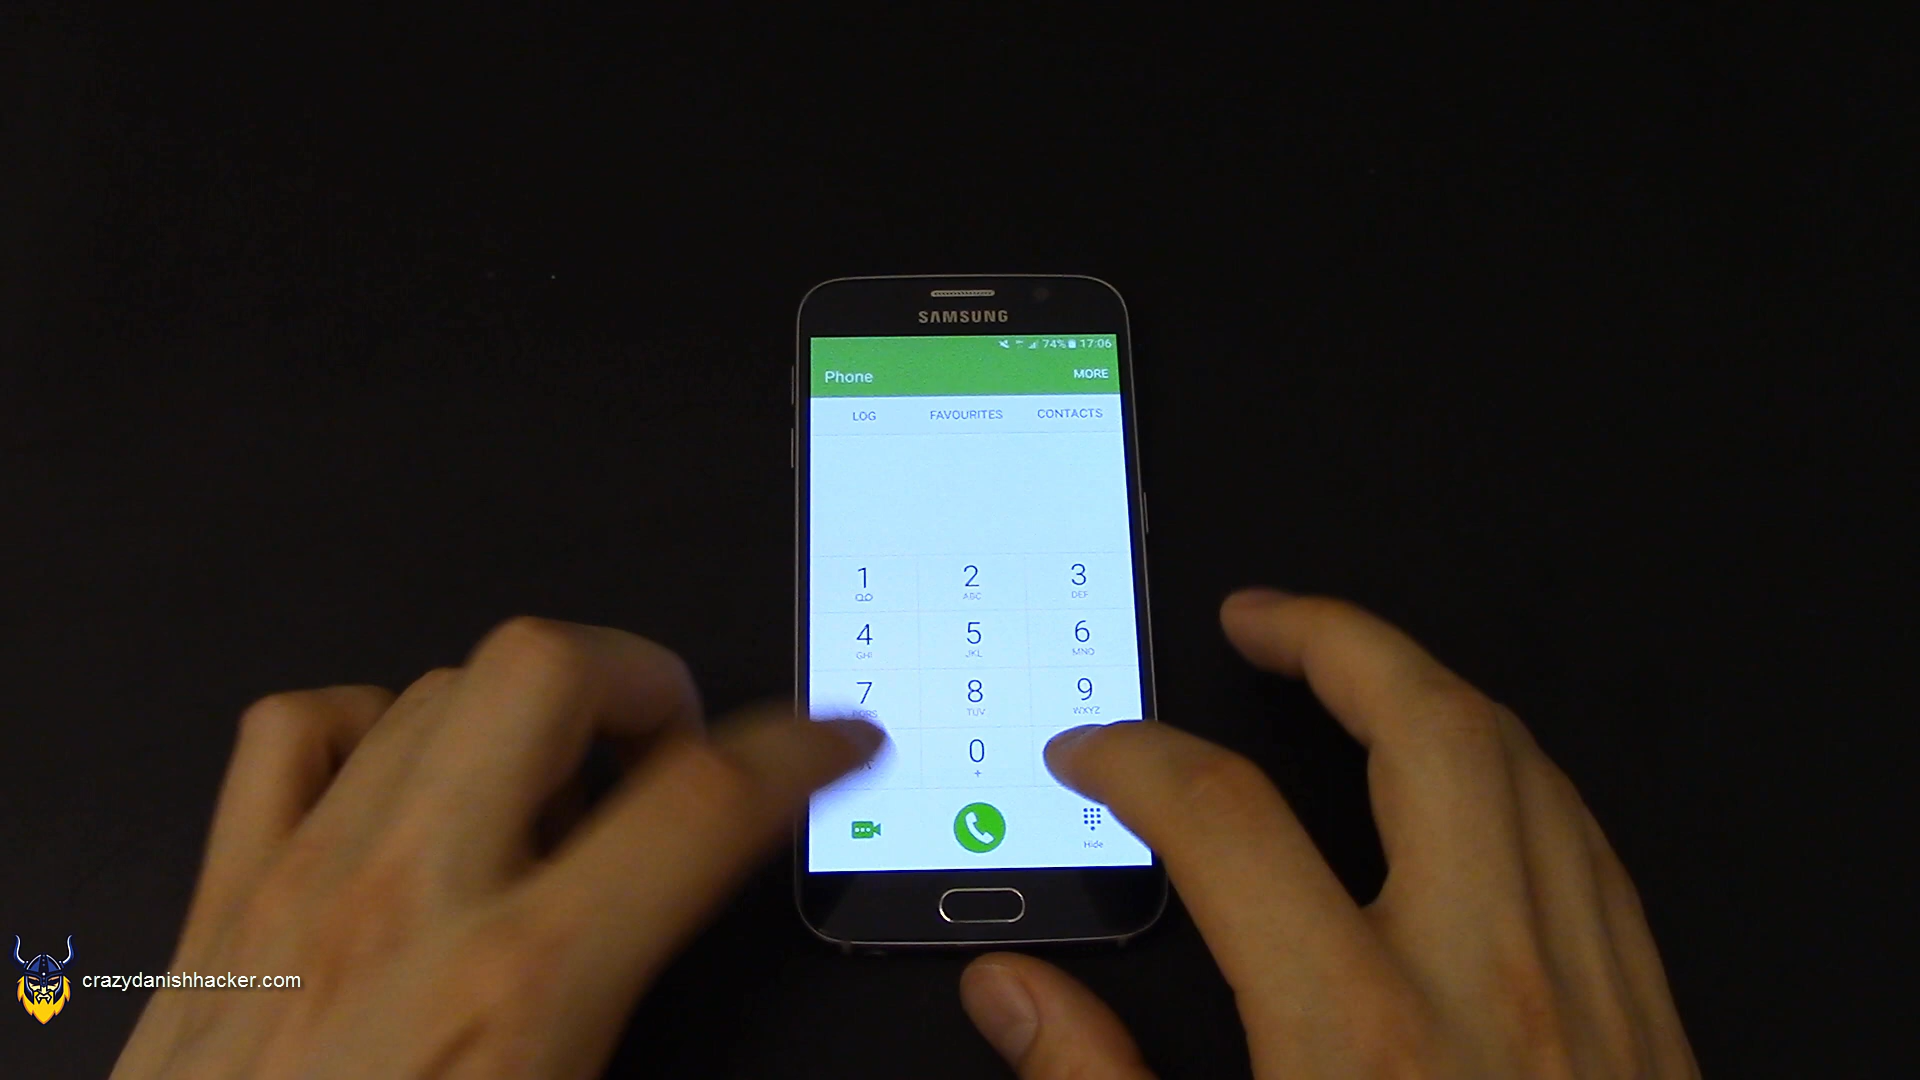 SAMSUNG
74% 17:06
Phone MORE
LOG FAVOURITES CONTACTS
1 2 3
ABC DEF
4 5 6
GHI JKL MNO
7 8 9
PQRS TUV WXYZ
0
+
Hide
crazydanishhacker.com